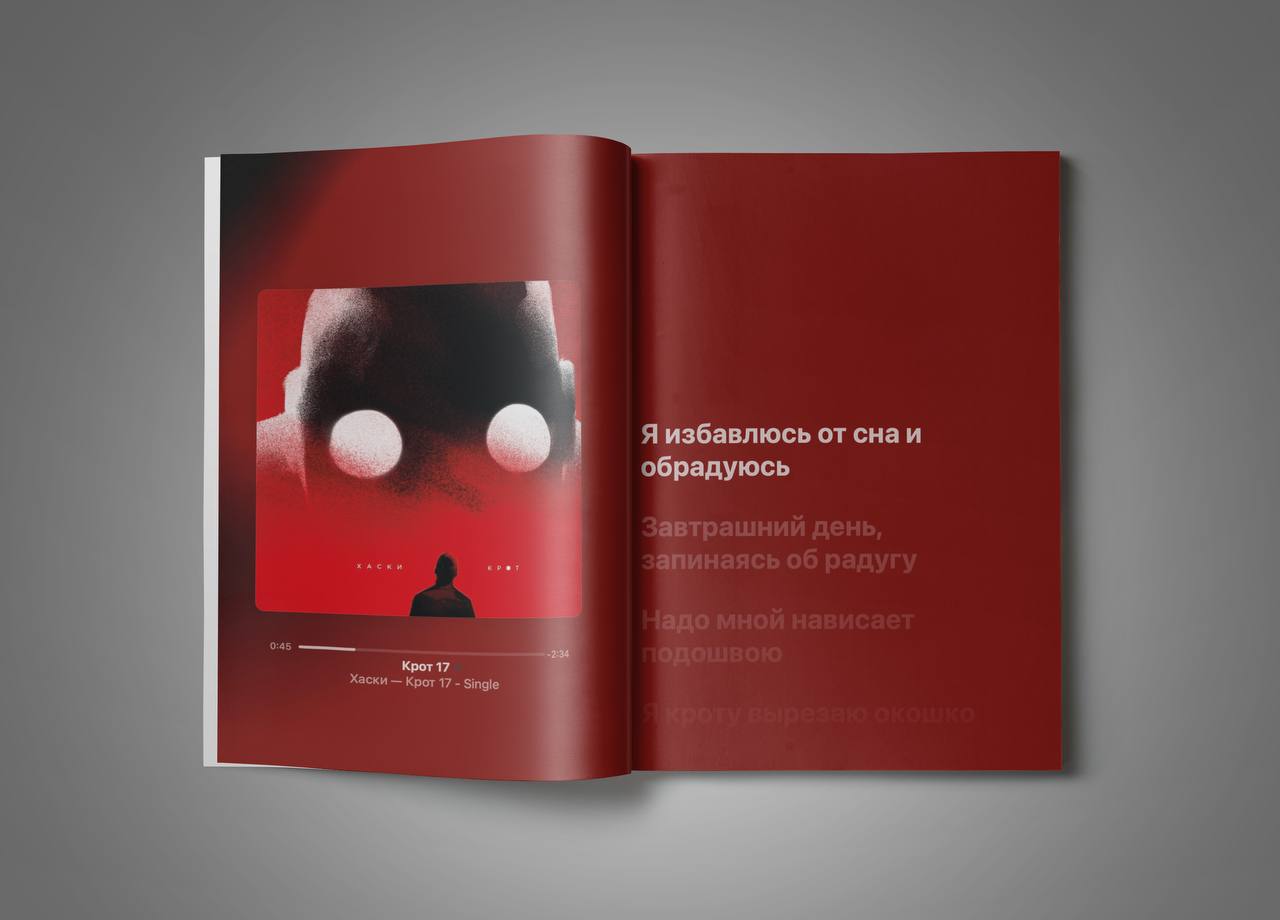 ХАСКИ
КРОТ
0:45
-2:34
Крот 17
Хаски — Крот 17 - Single
Я избавлюсь от сна и
обрадуюсь
Завтрашний день,
запинаясь об радугу
Надо мной нависает
подошвою
Я кроту вырезаю окошко